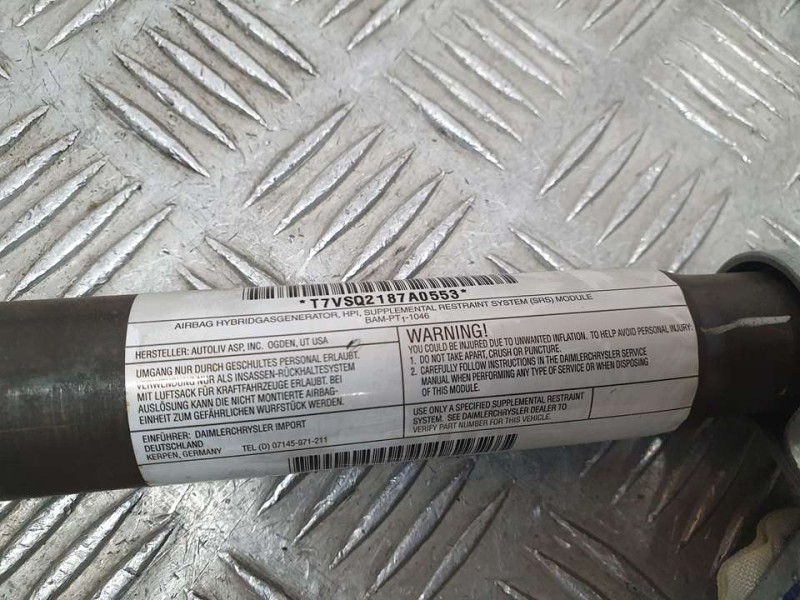 *T7VSQ2187A0553*
AIRBAG HYBRIDGASGENERATOR, HPI, SUPPLEMENTAL RESTRAINT SYSTEM (SRS) MODULE
BAM-PT1-1046
HERSTELLER: AUTOLIV ASP, INC. OGDEN, UT USA
UMGANG NUR DURCH GESCHULTES PERSONAL ERLAUBT.
VERWENDUNG NUR ALS INSASSEN-RÜCKHALTESYSTEM
MIT LUFTSACK FÜR KRAFTFAHRZEUGE ERLAUBT. BEI
AUSLÖSUNG KANN DIE NICHT MONTIERTE AIRBAG-
EINHEIT ZUM GEFÄHRLICHEN WURFSTÜCK WERDEN.
EINFÜHRER: DAIMLERCHRYSLER IMPORT
DEUTSCHLAND
KERPEN, GERMANY TEL (D) 07145-971-211
WARNING!
YOU COULD BE INJURED DUE TO UNWANTED INFLATION. TO HELP AVOID PERSONAL INJURY:
1. DO NOT TAKE APART, CRUSH OR PUNCTURE.
2. CAREFULLY FOLLOW INSTRUCTIONS IN THE DAIMLERCHRYSLER SERVICE
MANUAL WHEN PERFORMING ANY TYPE OF SERVICE OR WHEN DISPOSING
OF THIS MODULE.
USE ONLY A SPECIFIED SUPPLEMENTAL RESTRAINT
SYSTEM. SEE DAIMLERCHRYSLER DEALER TO
VERIFY PART NUMBER FOR THIS VEHICLE.